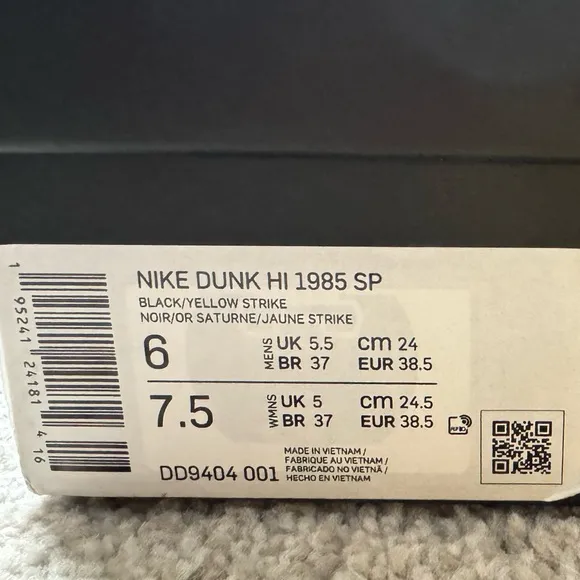 NIKE DUNK HI 1985 SP
BLACK/YELLOW STRIKE
NOIR/OR SATURNE/JAUNE STRIKE
6 MENS UK 5.5 cm 24
BR 37 EUR 38.5
7.5 WMNS UK 5 cm 24.5
BR 37 EUR 38.5
DD9404 001
MADE IN VIETNAM /
FABRIQUE AU VIETNAM /
FABRICADO NO VIETNÃ /
HECHO EN VIETNAM
1 95241 24181 4 16